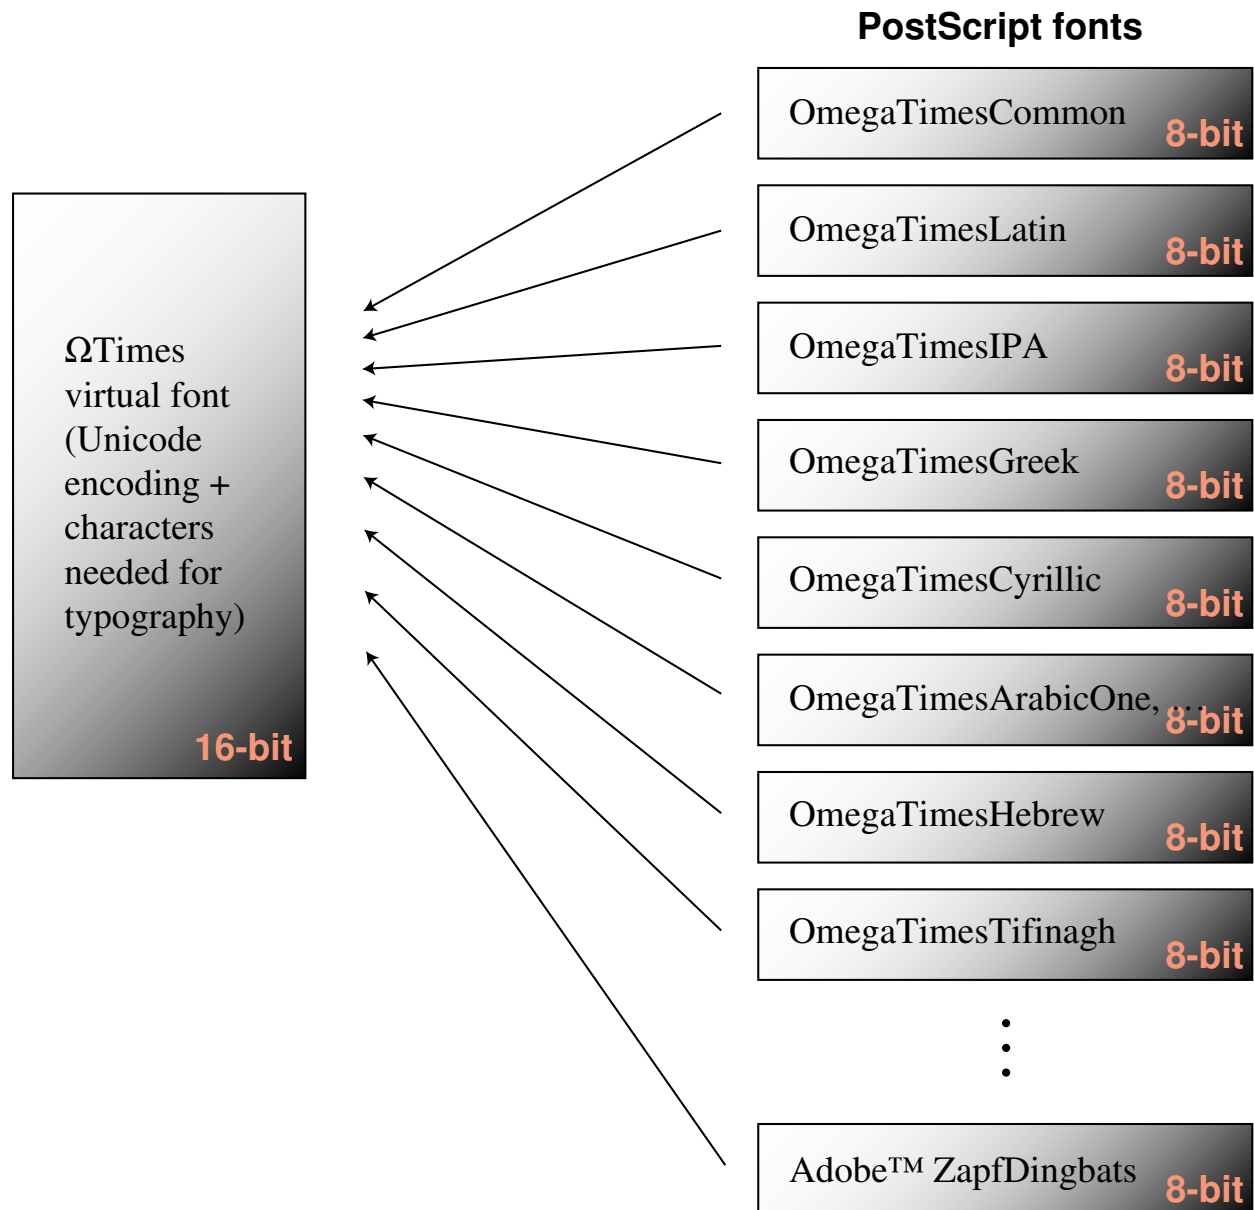 PostScript fonts
OmegaTimesCommon
8-bit
OmegaTimesLatin
8-bit
OmegaTimesIPA
8-bit
OmegaTimesGreek
8-bit
OmegaTimesCyrillic
8-bit
OmegaTimesArabicOne, …
8-bit
OmegaTimesHebrew
8-bit
OmegaTimesTifinagh
8-bit
Adobe™ ZapfDingbats
8-bit
ΩTimes
virtual font
(Unicode
encoding +
characters
needed for
typography)
16-bit